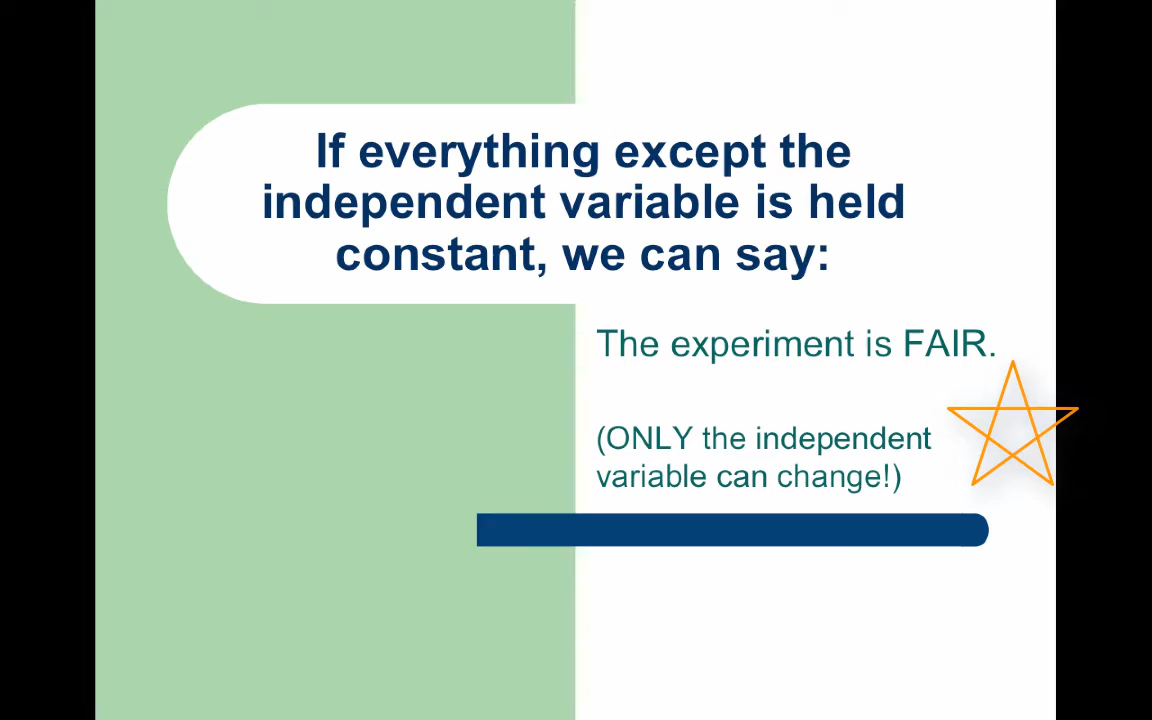 If everything except the
independent variable is held
constant, we can say:
The experiment is FAIR.
(ONLY the independent
variable can change!)